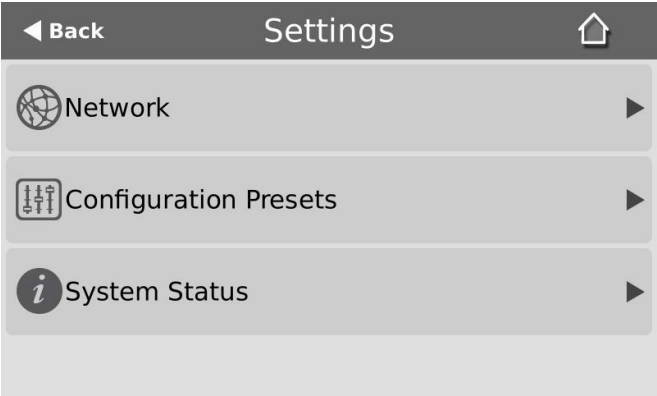 Back
Settings
Network
Configuration Presets
System Status